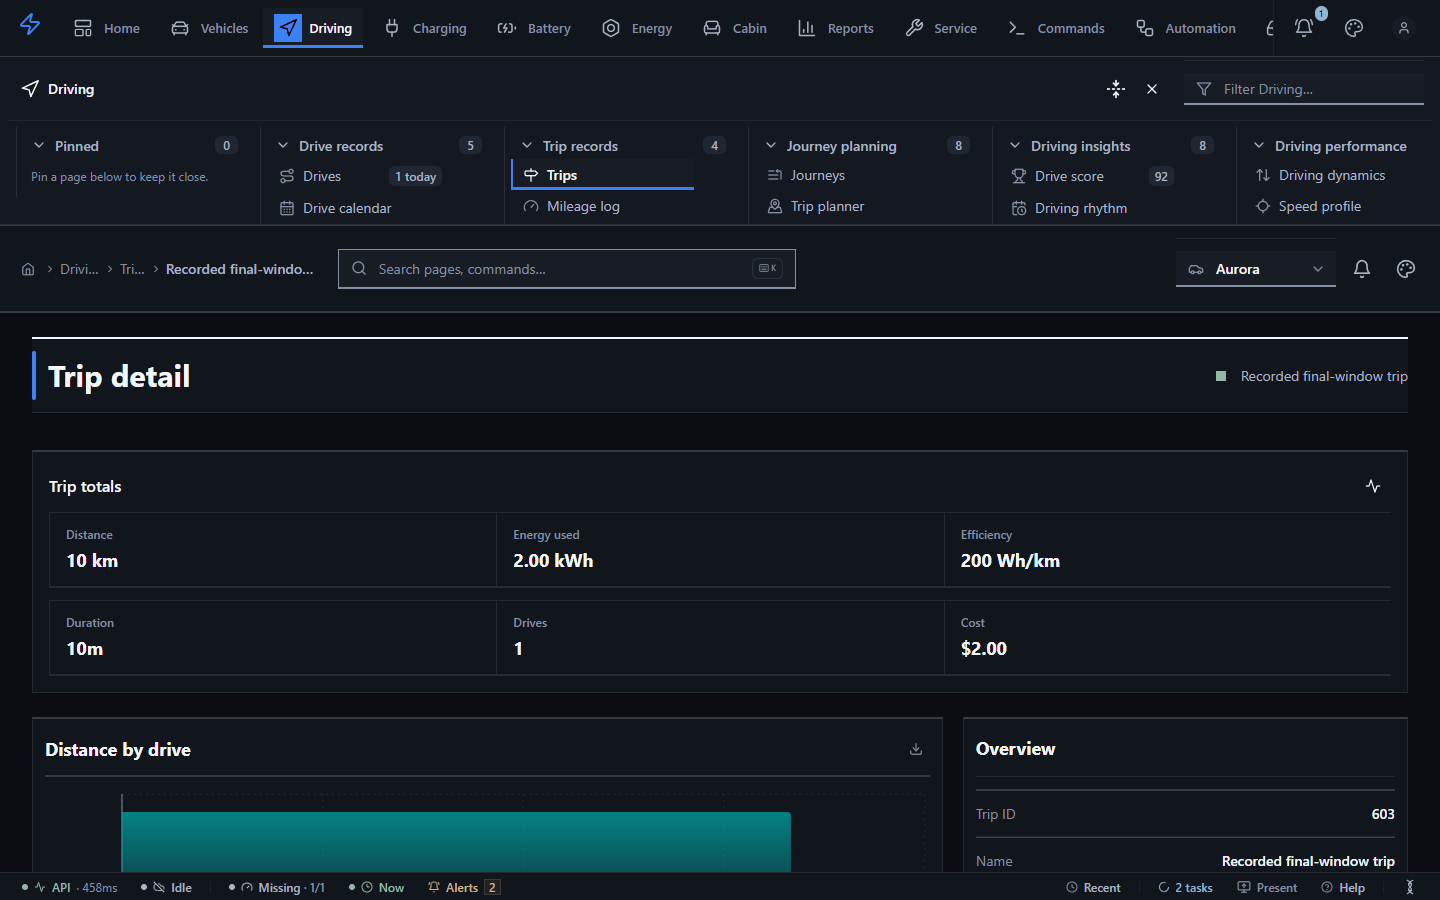 Home Vehicles Driving Charging Battery Energy Cabin Reports Service Commands Automation 1
Driving Filter Driving...
Pinned 0 Drive records 5 Trip records 4 Journey planning 8 Driving insights 8 Driving performance
Pin a page below to keep it close. Drives 1 today Trips Journeys Drive score 92 Driving dynamics
Drive calendar Mileage log Trip planner Driving rhythm Speed profile
Drivi... Tri... Recorded final-windo... Search pages, commands... K Aurora
Trip detail Recorded final-window trip
Trip totals
Distance Energy used Efficiency
10 km 2.00 kWh 200 Wh/km
Duration Drives Cost
10m 1 $2.00
Distance by drive Overview
Trip ID 603
Name Recorded final-window trip
API · 458ms Idle Missing · 1/1 Now Alerts 2 Recent 2 tasks Present Help